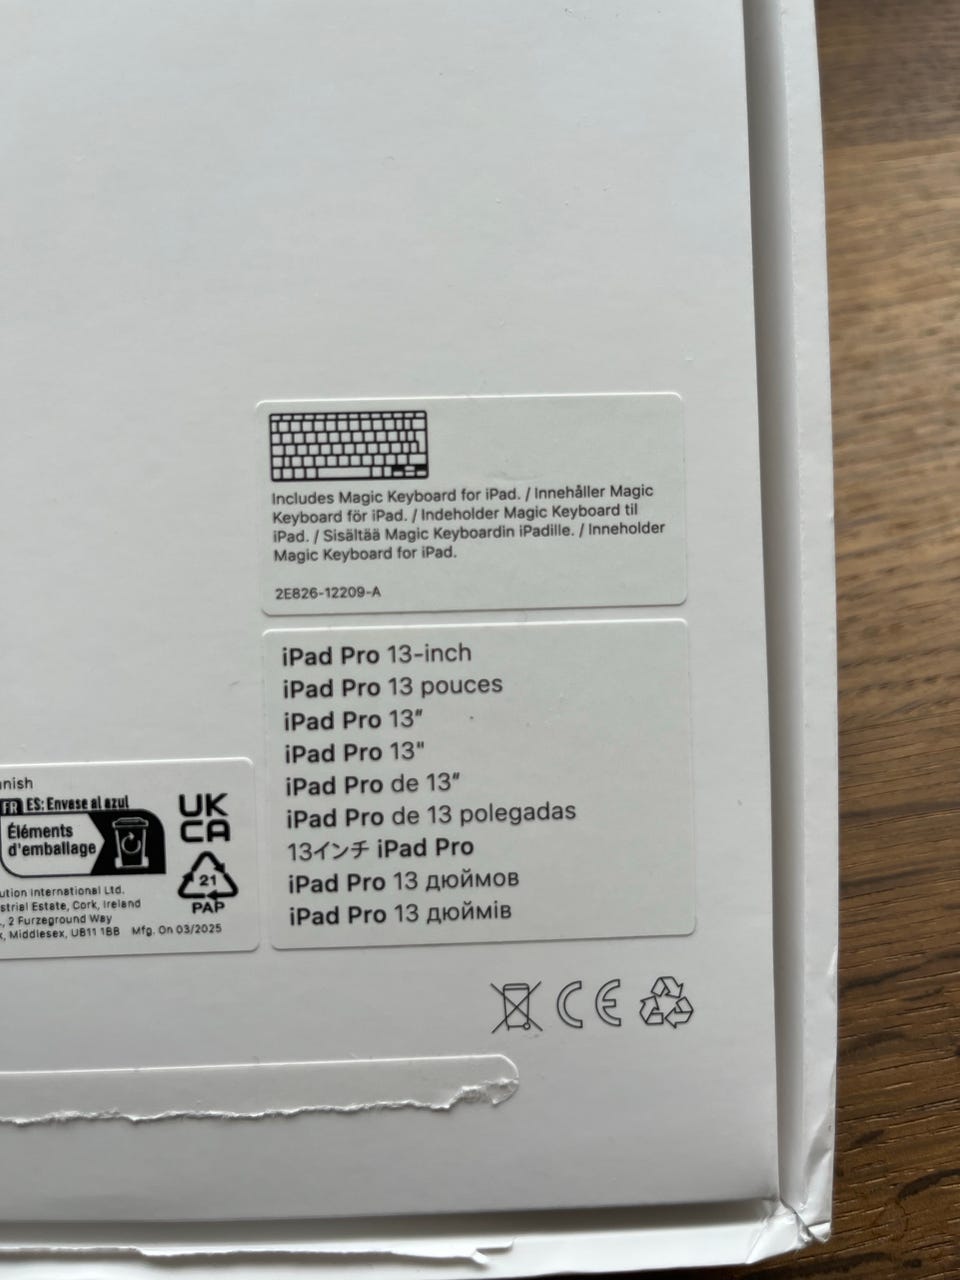 Includes Magic Keyboard for iPad. / Innehåller Magic
Keyboard för iPad. / Indeholder Magic Keyboard til
iPad. / Sisältää Magic Keyboardin iPadille. / Inneholder
Magic Keyboard for iPad.
2E826-12209-A
iPad Pro 13-inch
iPad Pro 13 pouces
iPad Pro 13″
iPad Pro 13"
iPad Pro de 13″
iPad Pro de 13 polegadas
13インチ iPad Pro
iPad Pro 13 дюймов
iPad Pro 13 дюймів
FR ES: Envase al azul
Éléments
d'emballage
UK
CA
21
PAP
International Ltd.
Estate, Cork, Ireland
2 Furzeground Way
Middlesex, UB11 1BB Mfg. On 03/2025
CE